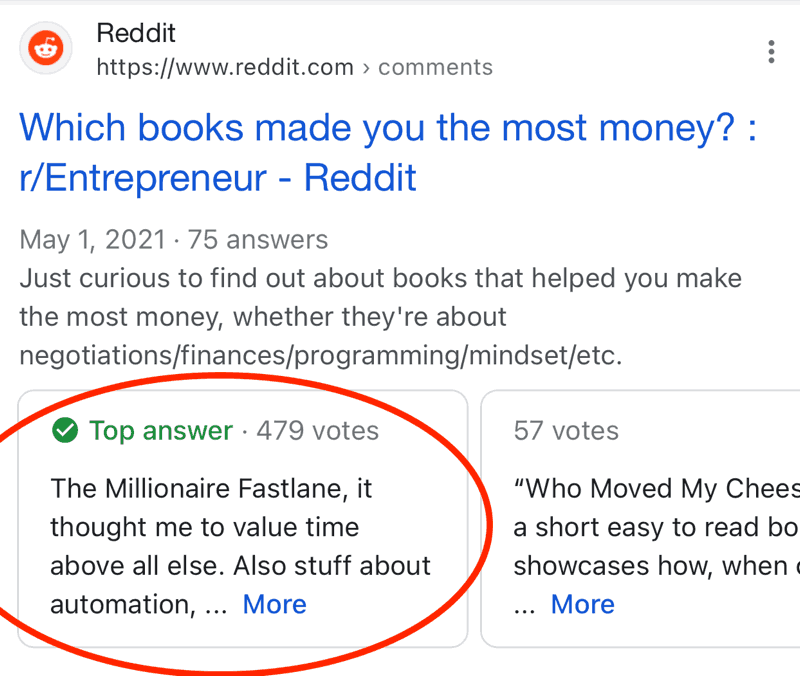 Reddit
https://www.reddit.com › comments
Which books made you the most money? :
r/Entrepreneur - Reddit
May 1, 2021 · 75 answers
Just curious to find out about books that helped you make
the most money, whether they're about
negotiations/finances/programming/mindset/etc.
Top answer · 479 votes
The Millionaire Fastlane, it
thought me to value time
above all else. Also stuff about
automation, ... More
57 votes
“Who Moved My Chees
a short easy to read bo
showcases how, when
... More